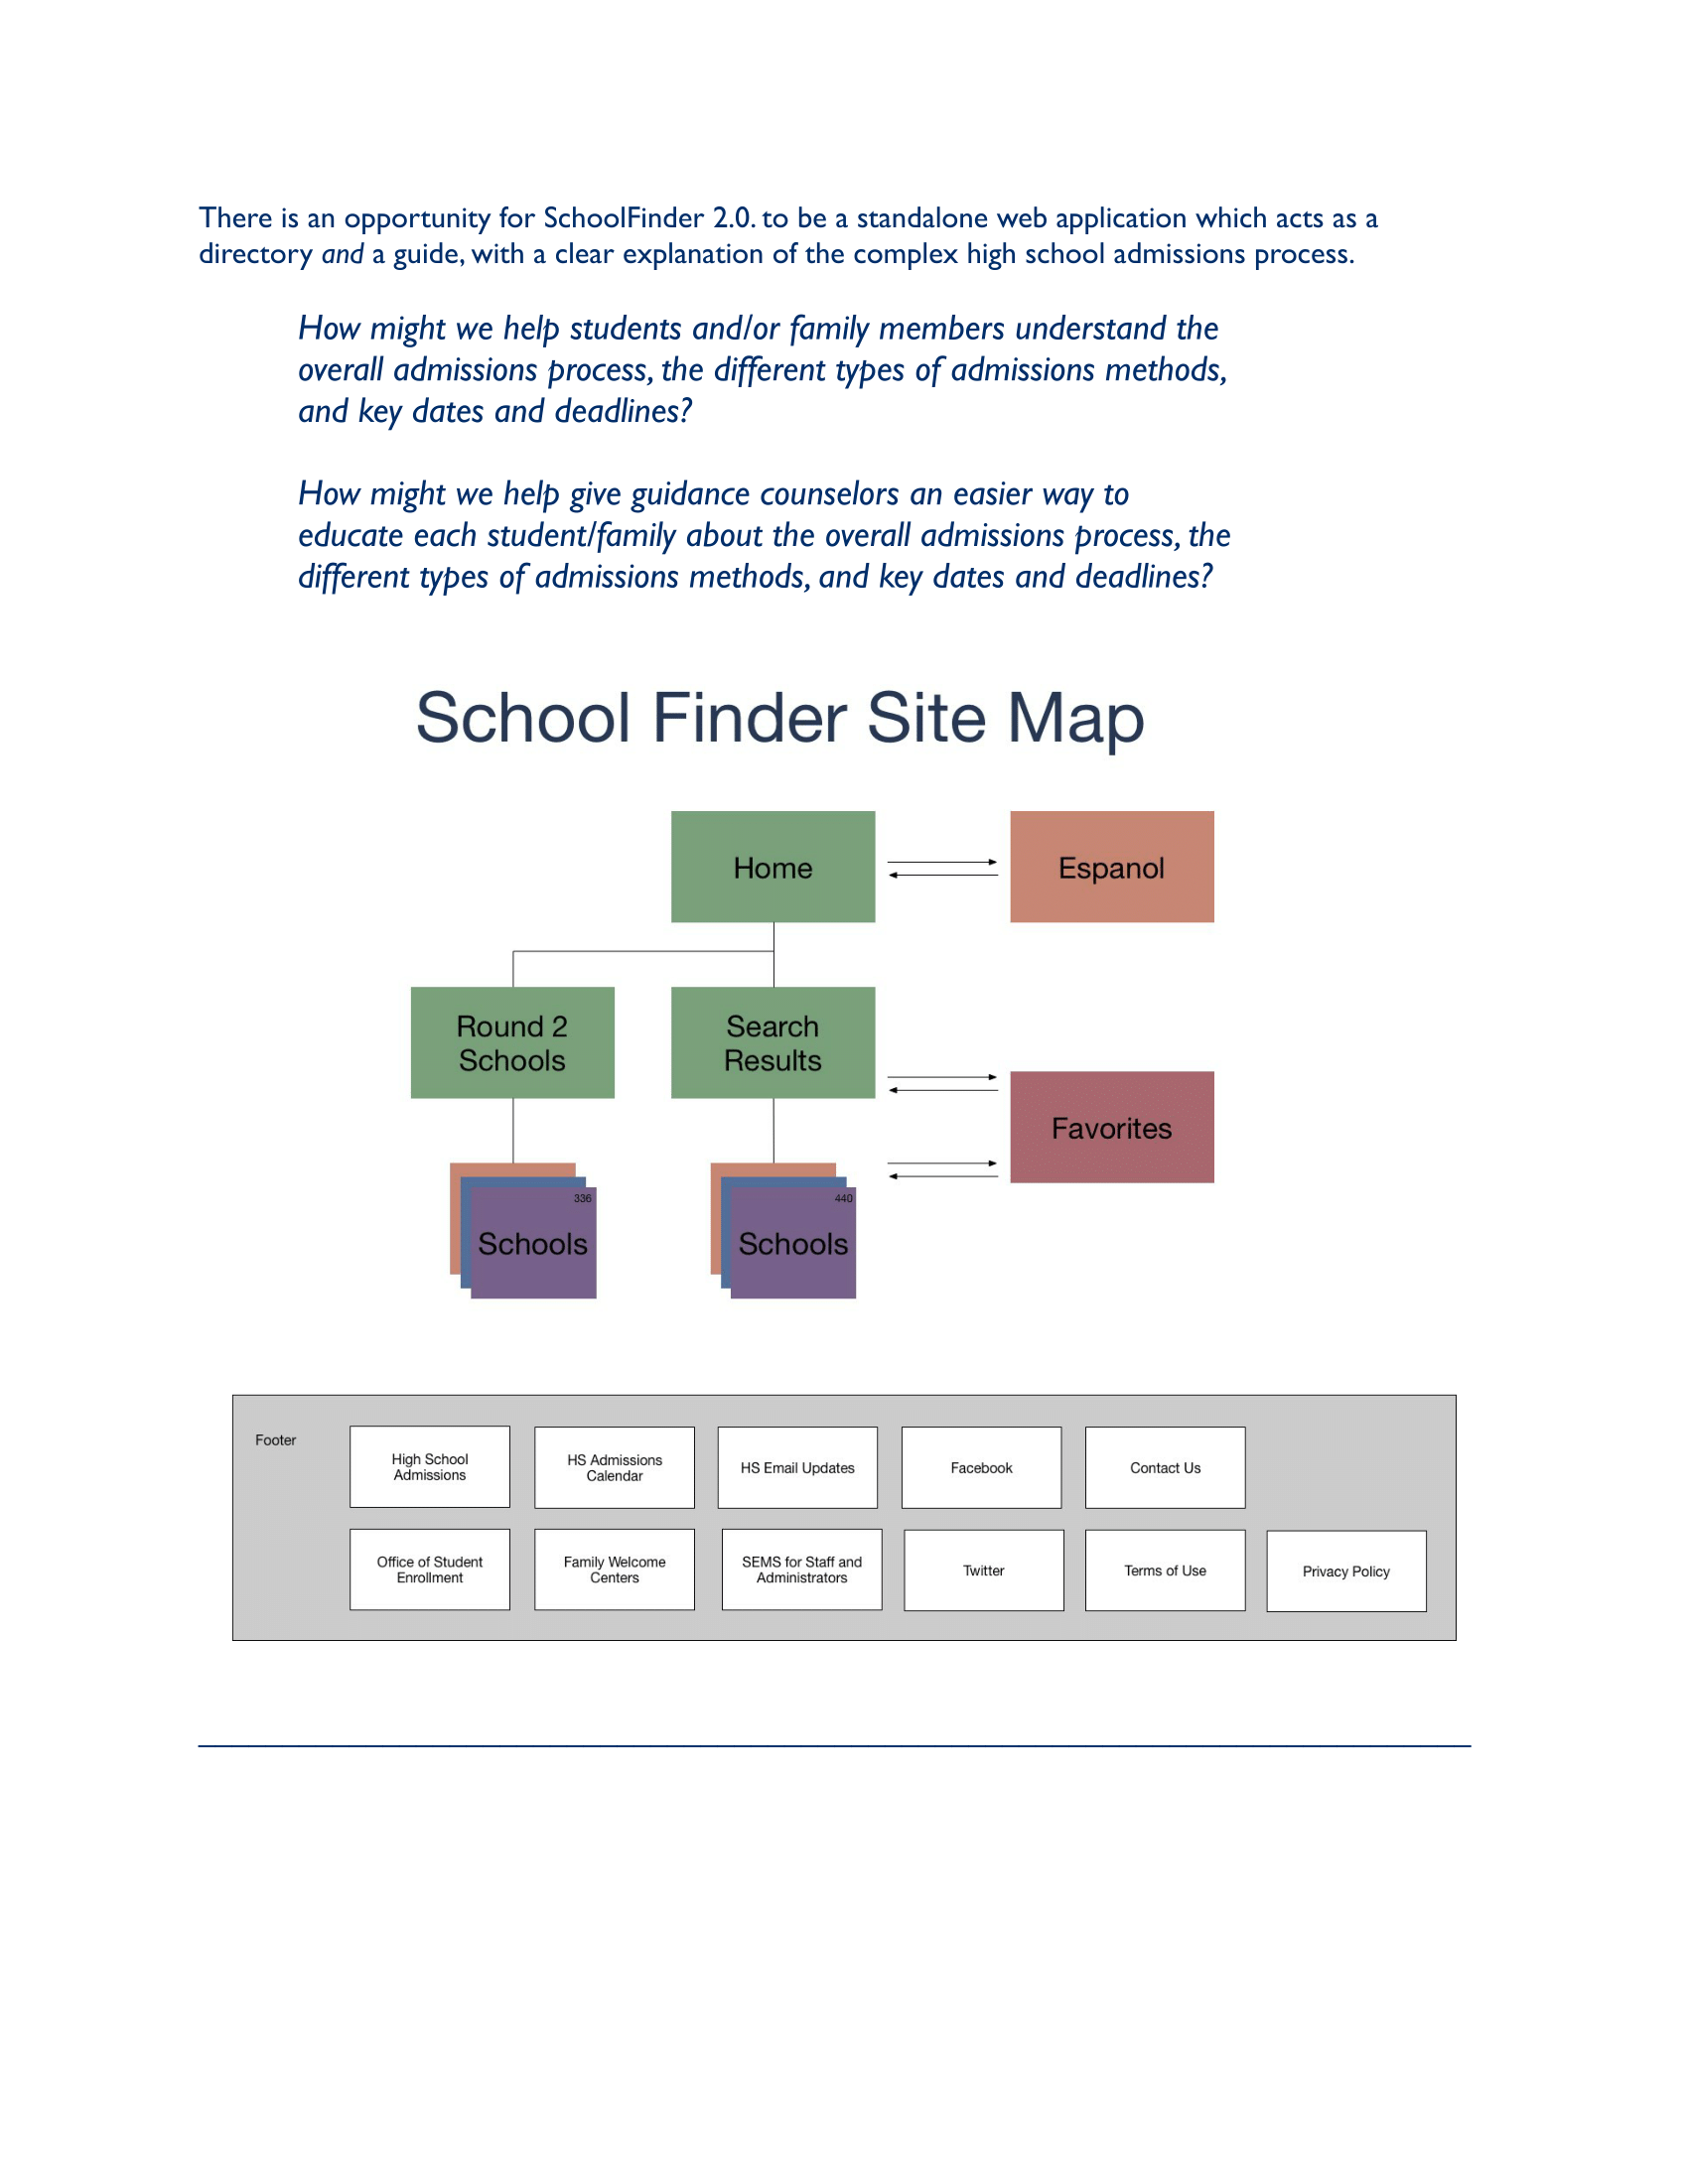 There is an opportunity for SchoolFinder 2.0. to be a standalone web application which acts as a
directory and a guide, with a clear explanation of the complex high school admissions process.
How might we help students and/or family members understand the
overall admissions process, the different types of admissions methods,
and key dates and deadlines?
How might we help give guidance counselors an easier way to
educate each student/family about the overall admissions process, the
different types of admissions methods, and key dates and deadlines?
School Finder Site Map
Home
Espanol
Round 2
Schools
Search
Results
Favorites
336
Schools
440
Schools
Footer
High School
Admissions
HS Admissions
Calendar
HS Email Updates
Facebook
Contact Us
Office of Student
Enrollment
Family Welcome
Centers
SEMS for Staff and
Administrators
Twitter
Terms of Use
Privacy Policy